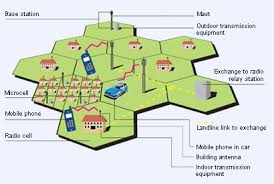 Base station
Mast
Outdoor transmission
equipment
Exchange to radio
relay station
Microcell
Mobile phone
Radio cell
Landline link to exchange
Mobile phone in car
Building antenna
Indoor transmission
equipment